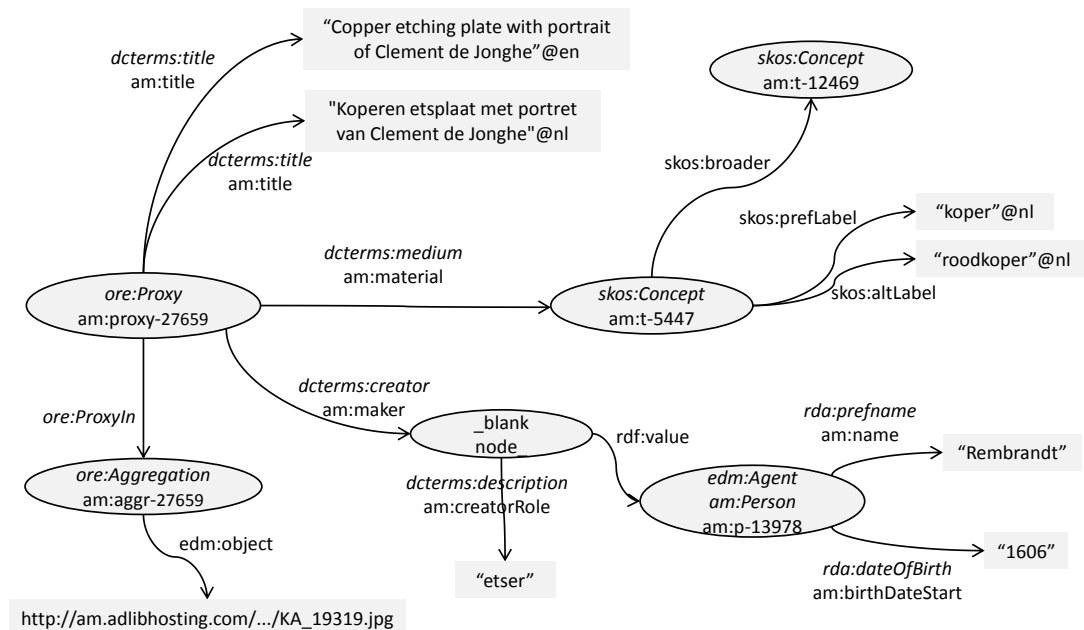 “Copper etching plate with portrait
of Clement de Jonghe”@en
dcterms:title
am:title
skos:Concept
am:t-12469
"Koperen etsplaat met portret
van Clement de Jonghe"@nl
dcterms:title
am:title
skos:broader
“koper”@nl
skos:prefLabel
dcterms:medium
am:material
“roodkoper”@nl
skos:altLabel
ore:Proxy
am:proxy-27659
skos:Concept
am:t-5447
dcterms:creator
am:maker
ore:ProxyIn
_blank
node_
rdf:value
rda:prefname
am:name
“Rembrandt”
ore:Aggregation
am:aggr-27659
dcterms:description
am:creatorRole
edm:Agent
am:Person
am:p-13978
edm:object
“etser”
“1606”
rda:dateOfBirth
am:birthDateStart
http://am.adlibhosting.com/.../KA_19319.jpg